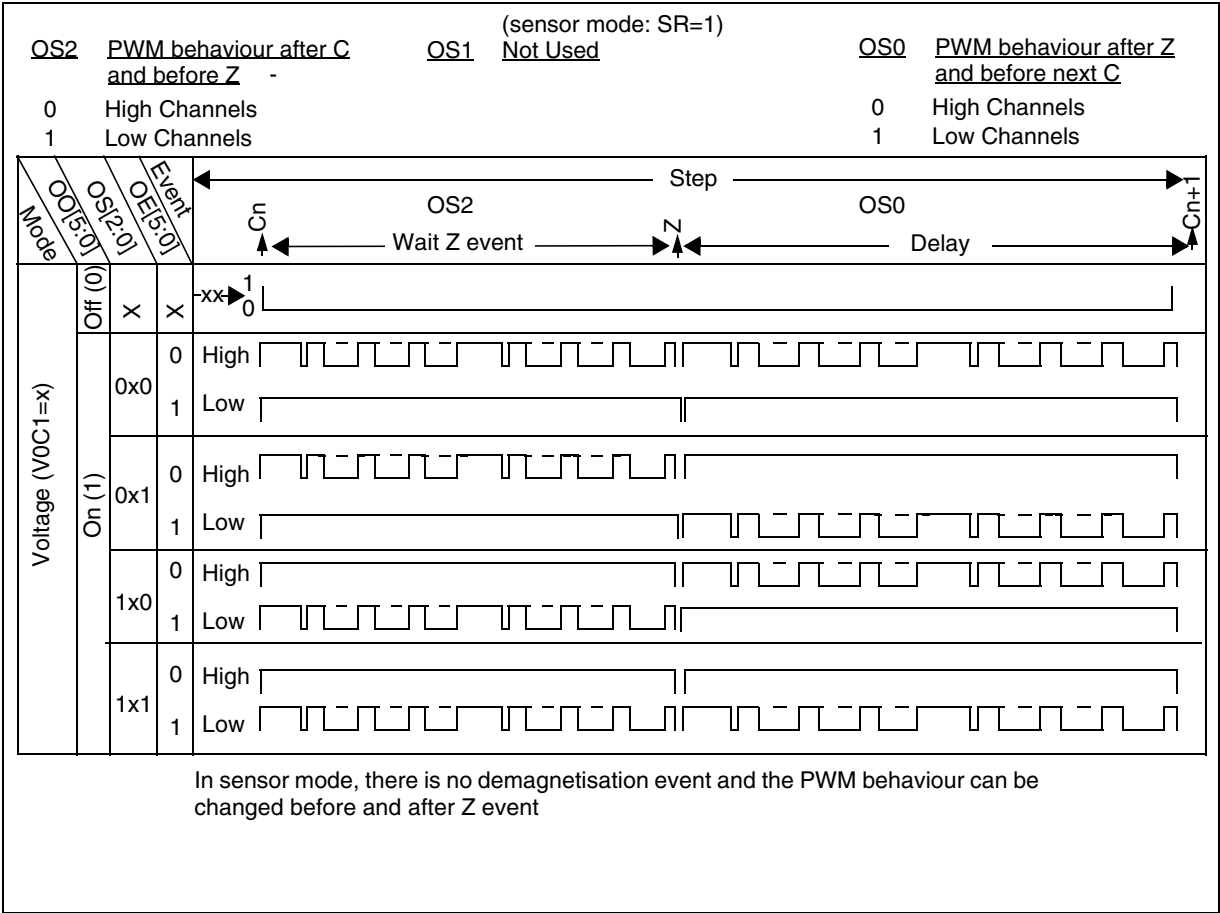 (sensor mode: SR=1)
OS2 PWM behaviour after C and before Z -
0 High Channels
1 Low Channels
OS1 Not Used
OS0 PWM behaviour after Z and before next C
0 High Channels
1 Low Channels
Mode
OO[5:0]
OS[2:0]
OE[5:0]
Event
Step
Cn
OS2
Wait Z event
Z
OS0
Delay
Cn+1
Voltage (V0C1=x)
Off (0)
X
X
xx
1
0
On (1)
0x0
0 High
1 Low
0x1
0 High
1 Low
1x0
0 High
1 Low
1x1
0 High
1 Low
In sensor mode, there is no demagnetisation event and the PWM behaviour can be
changed before and after Z event